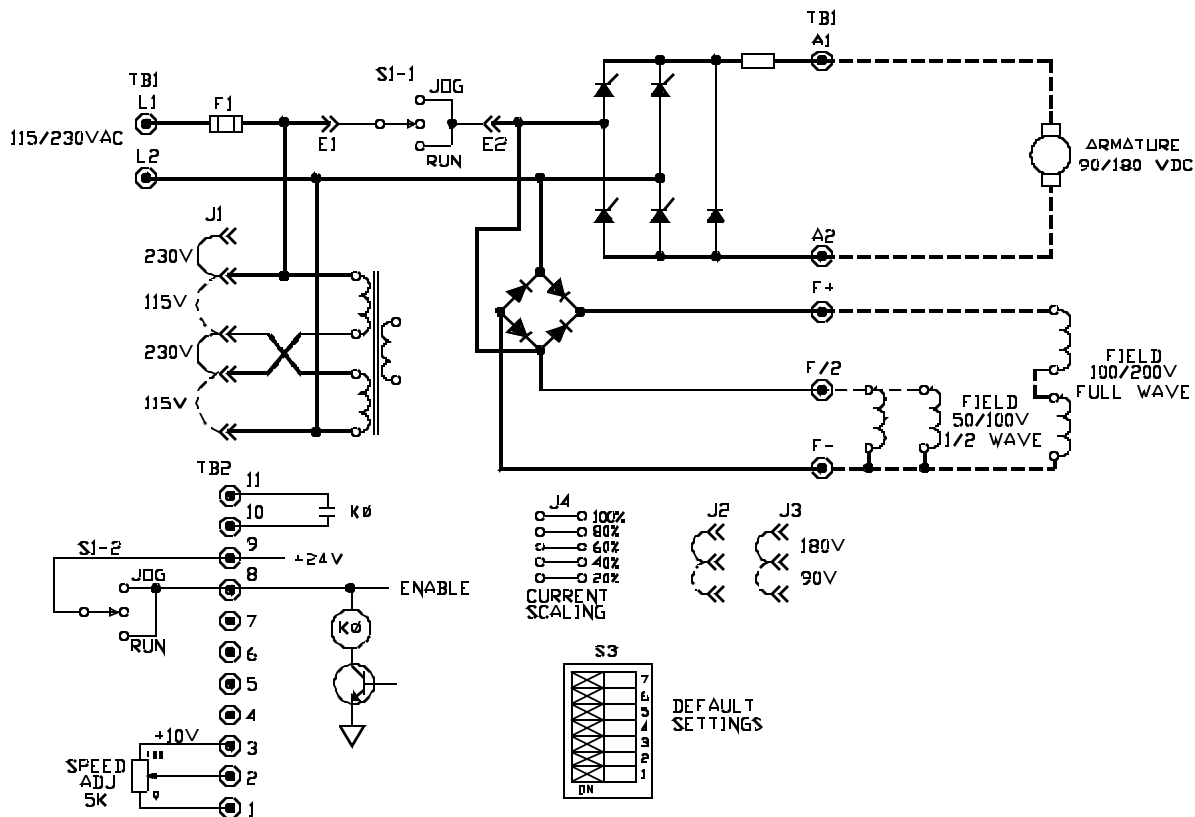 TB1
A1
S1-1
JOG
TB1
L1
F1
115/230VAC
E1
E2
RUN
L2
ARMATURE
90/180 VDC
J1
230V
115V
230V
115V
A2
F+
F/2
FIELD
100/200V
FULL WAVE
FIELD
50/100V
1/2 WAVE
F-
TB2
11
10
KØ
9
+24V
S1-2
JOG
8
ENABLE
RUN
7
KØ
6
5
4
+10V
3
100
SPEED
ADJ
5K
2
0
1
J4
100%
80%
60%
40%
20%
CURRENT
SCALING
J2
J3
180V
90V
S3
7
6
5
4
3
2
1
ON
DEFAULT
SETTINGS